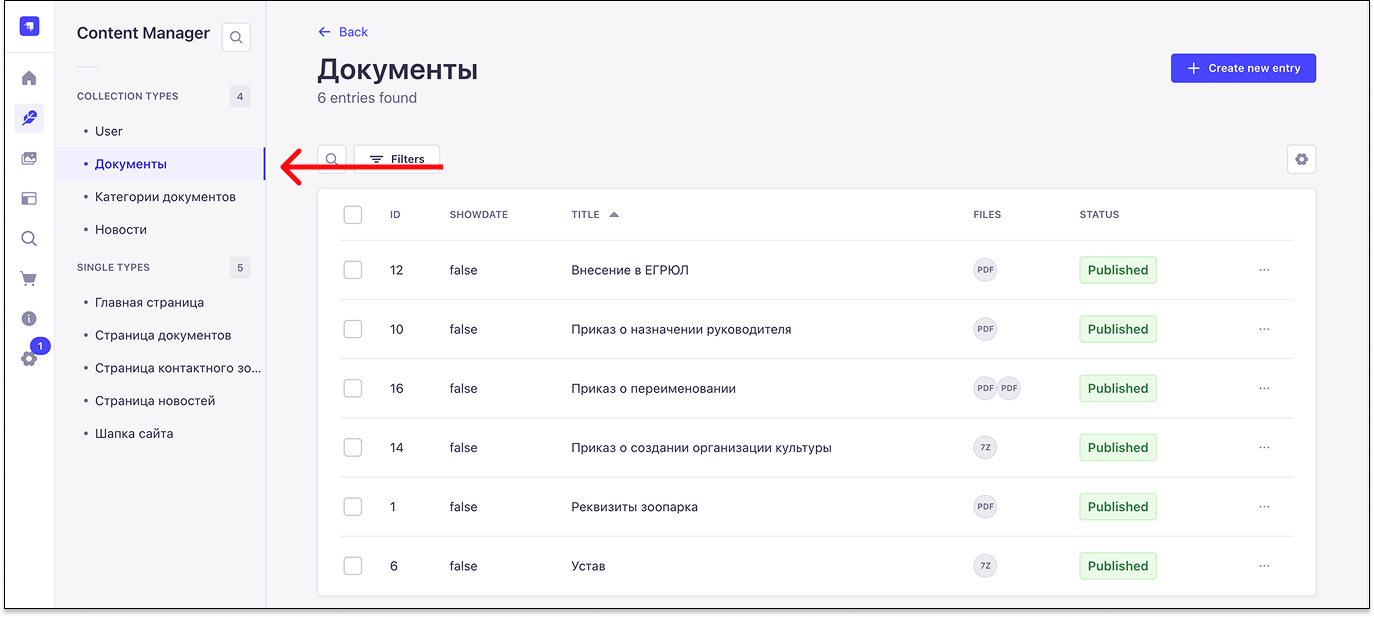 Content Manager
COLLECTION TYPES 4
User
Документы
Категории документов
Новости
SINGLE TYPES 5
Главная страница
Страница документов
Страница контактного зо...
Страница новостей
Шапка сайта
1
Back
Документы
6 entries found
Create new entry
Filters
ID SHOWDATE TITLE FILES STATUS
12 false Внесение в ЕГРЮЛ PDF Published ...
10 false Приказ о назначении руководителя PDF Published ...
16 false Приказ о переименовании PDF PDF Published ...
14 false Приказ о создании организации культуры 7Z Published ...
1 false Реквизиты зоопарка PDF Published ...
6 false Устав 7Z Published ...